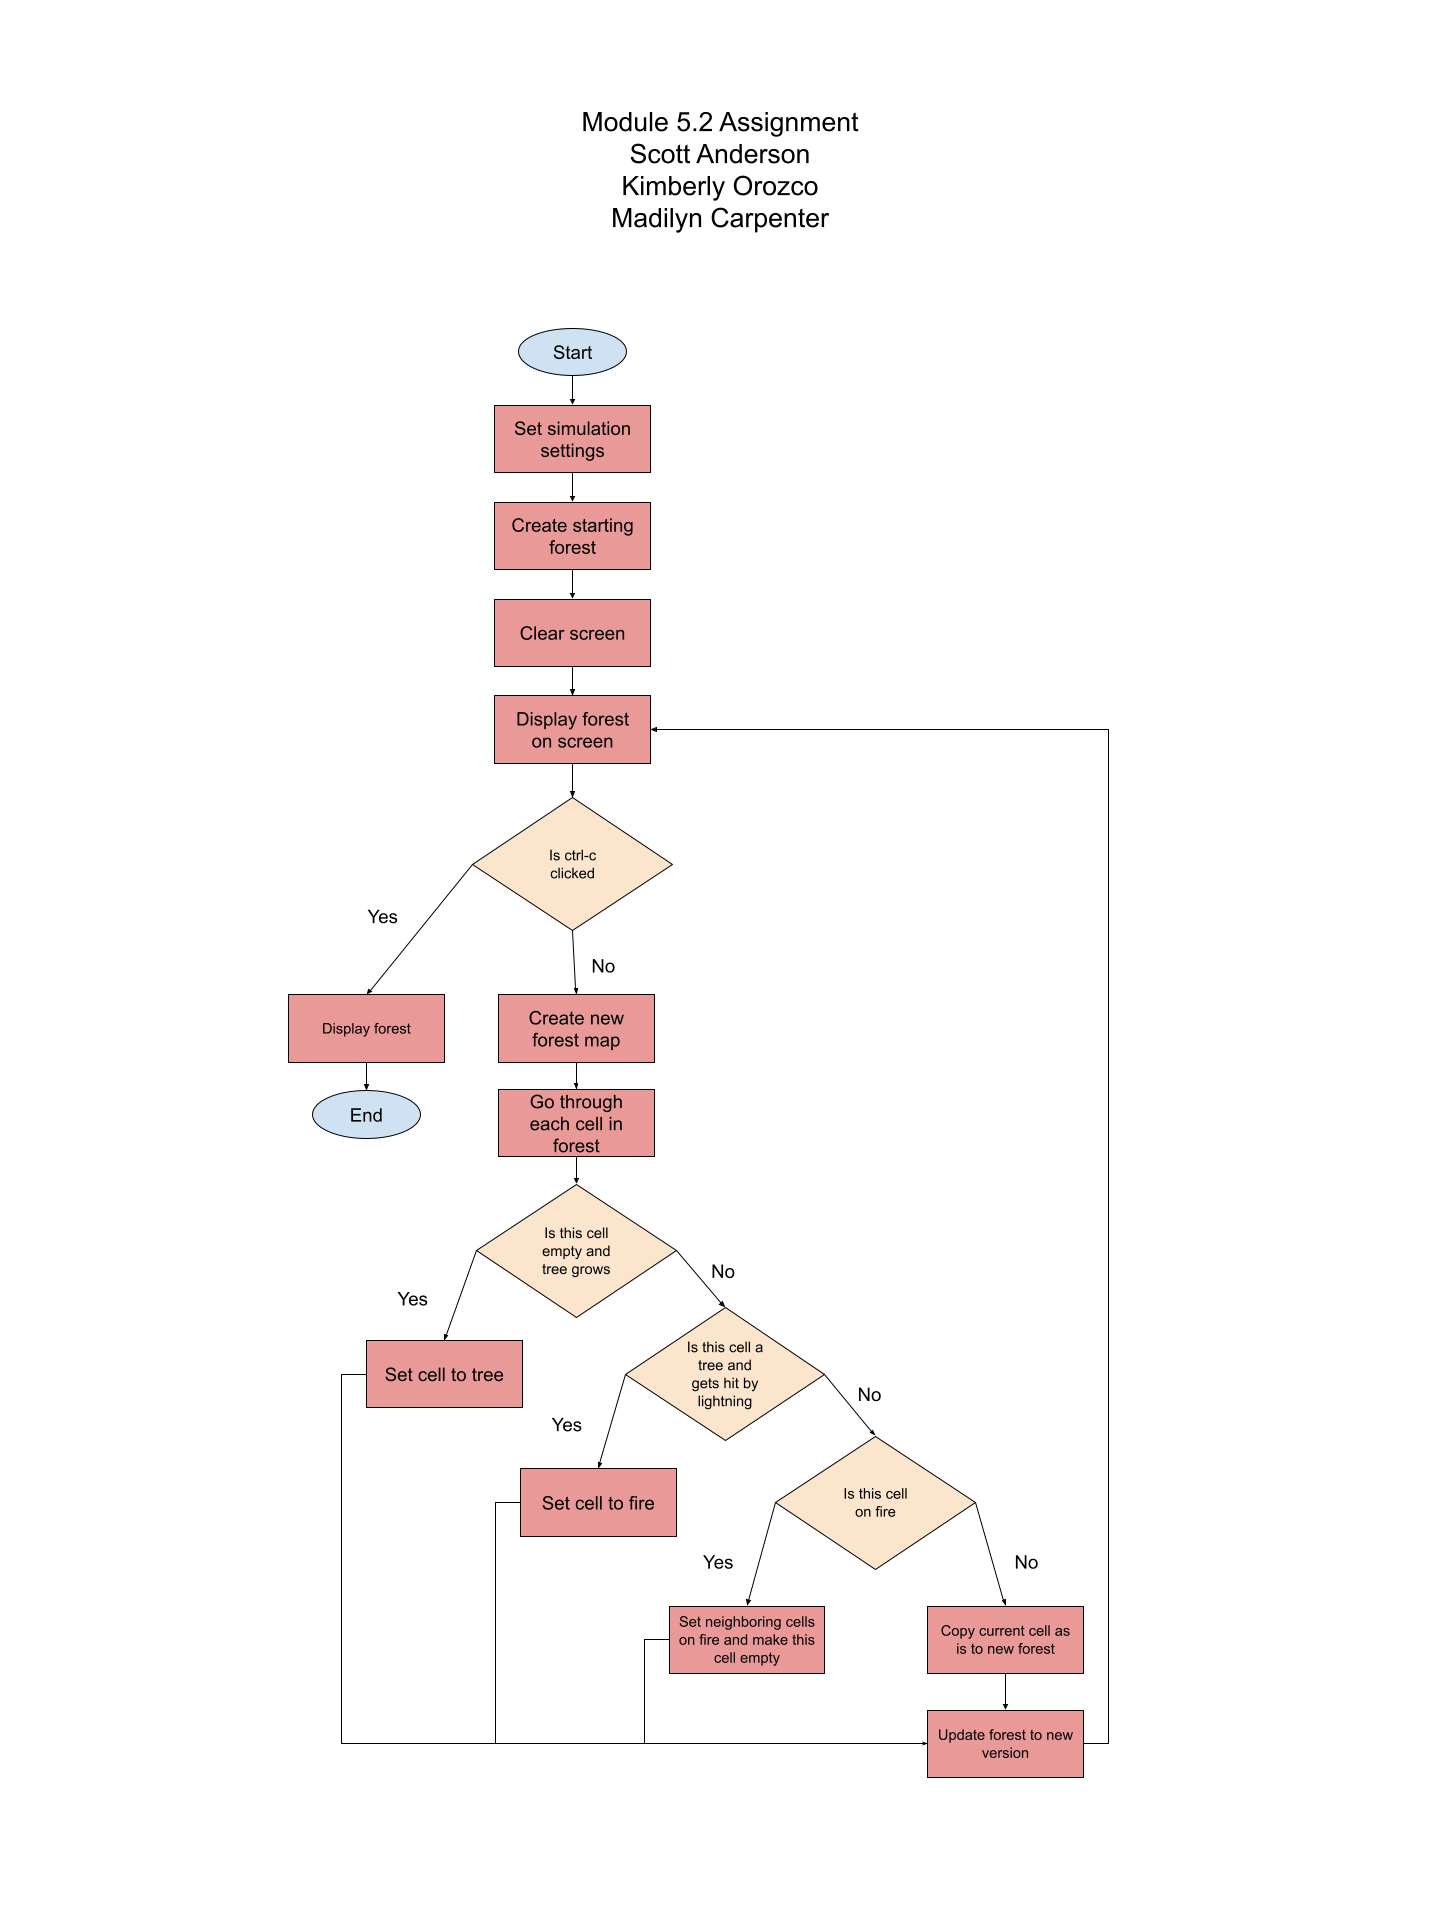 Module 5.2 Assignment
Scott Anderson
Kimberly Orozco
Madilyn Carpenter
Start
Set simulation
settings
Create starting
forest
Clear screen
Display forest
on screen
Is ctrl-c
clicked
Yes
No
Display forest
End
Create new
forest map
Go through
each cell in
forest
Is this cell
empty and
tree grows
Yes
No
Set cell to tree
Is this cell a
tree and
gets hit by
lightning
Yes
No
Set cell to fire
Is this cell
on fire
Yes
No
Set neighboring cells
on fire and make this
cell empty
Copy current cell as
is to new forest
Update forest to new
version